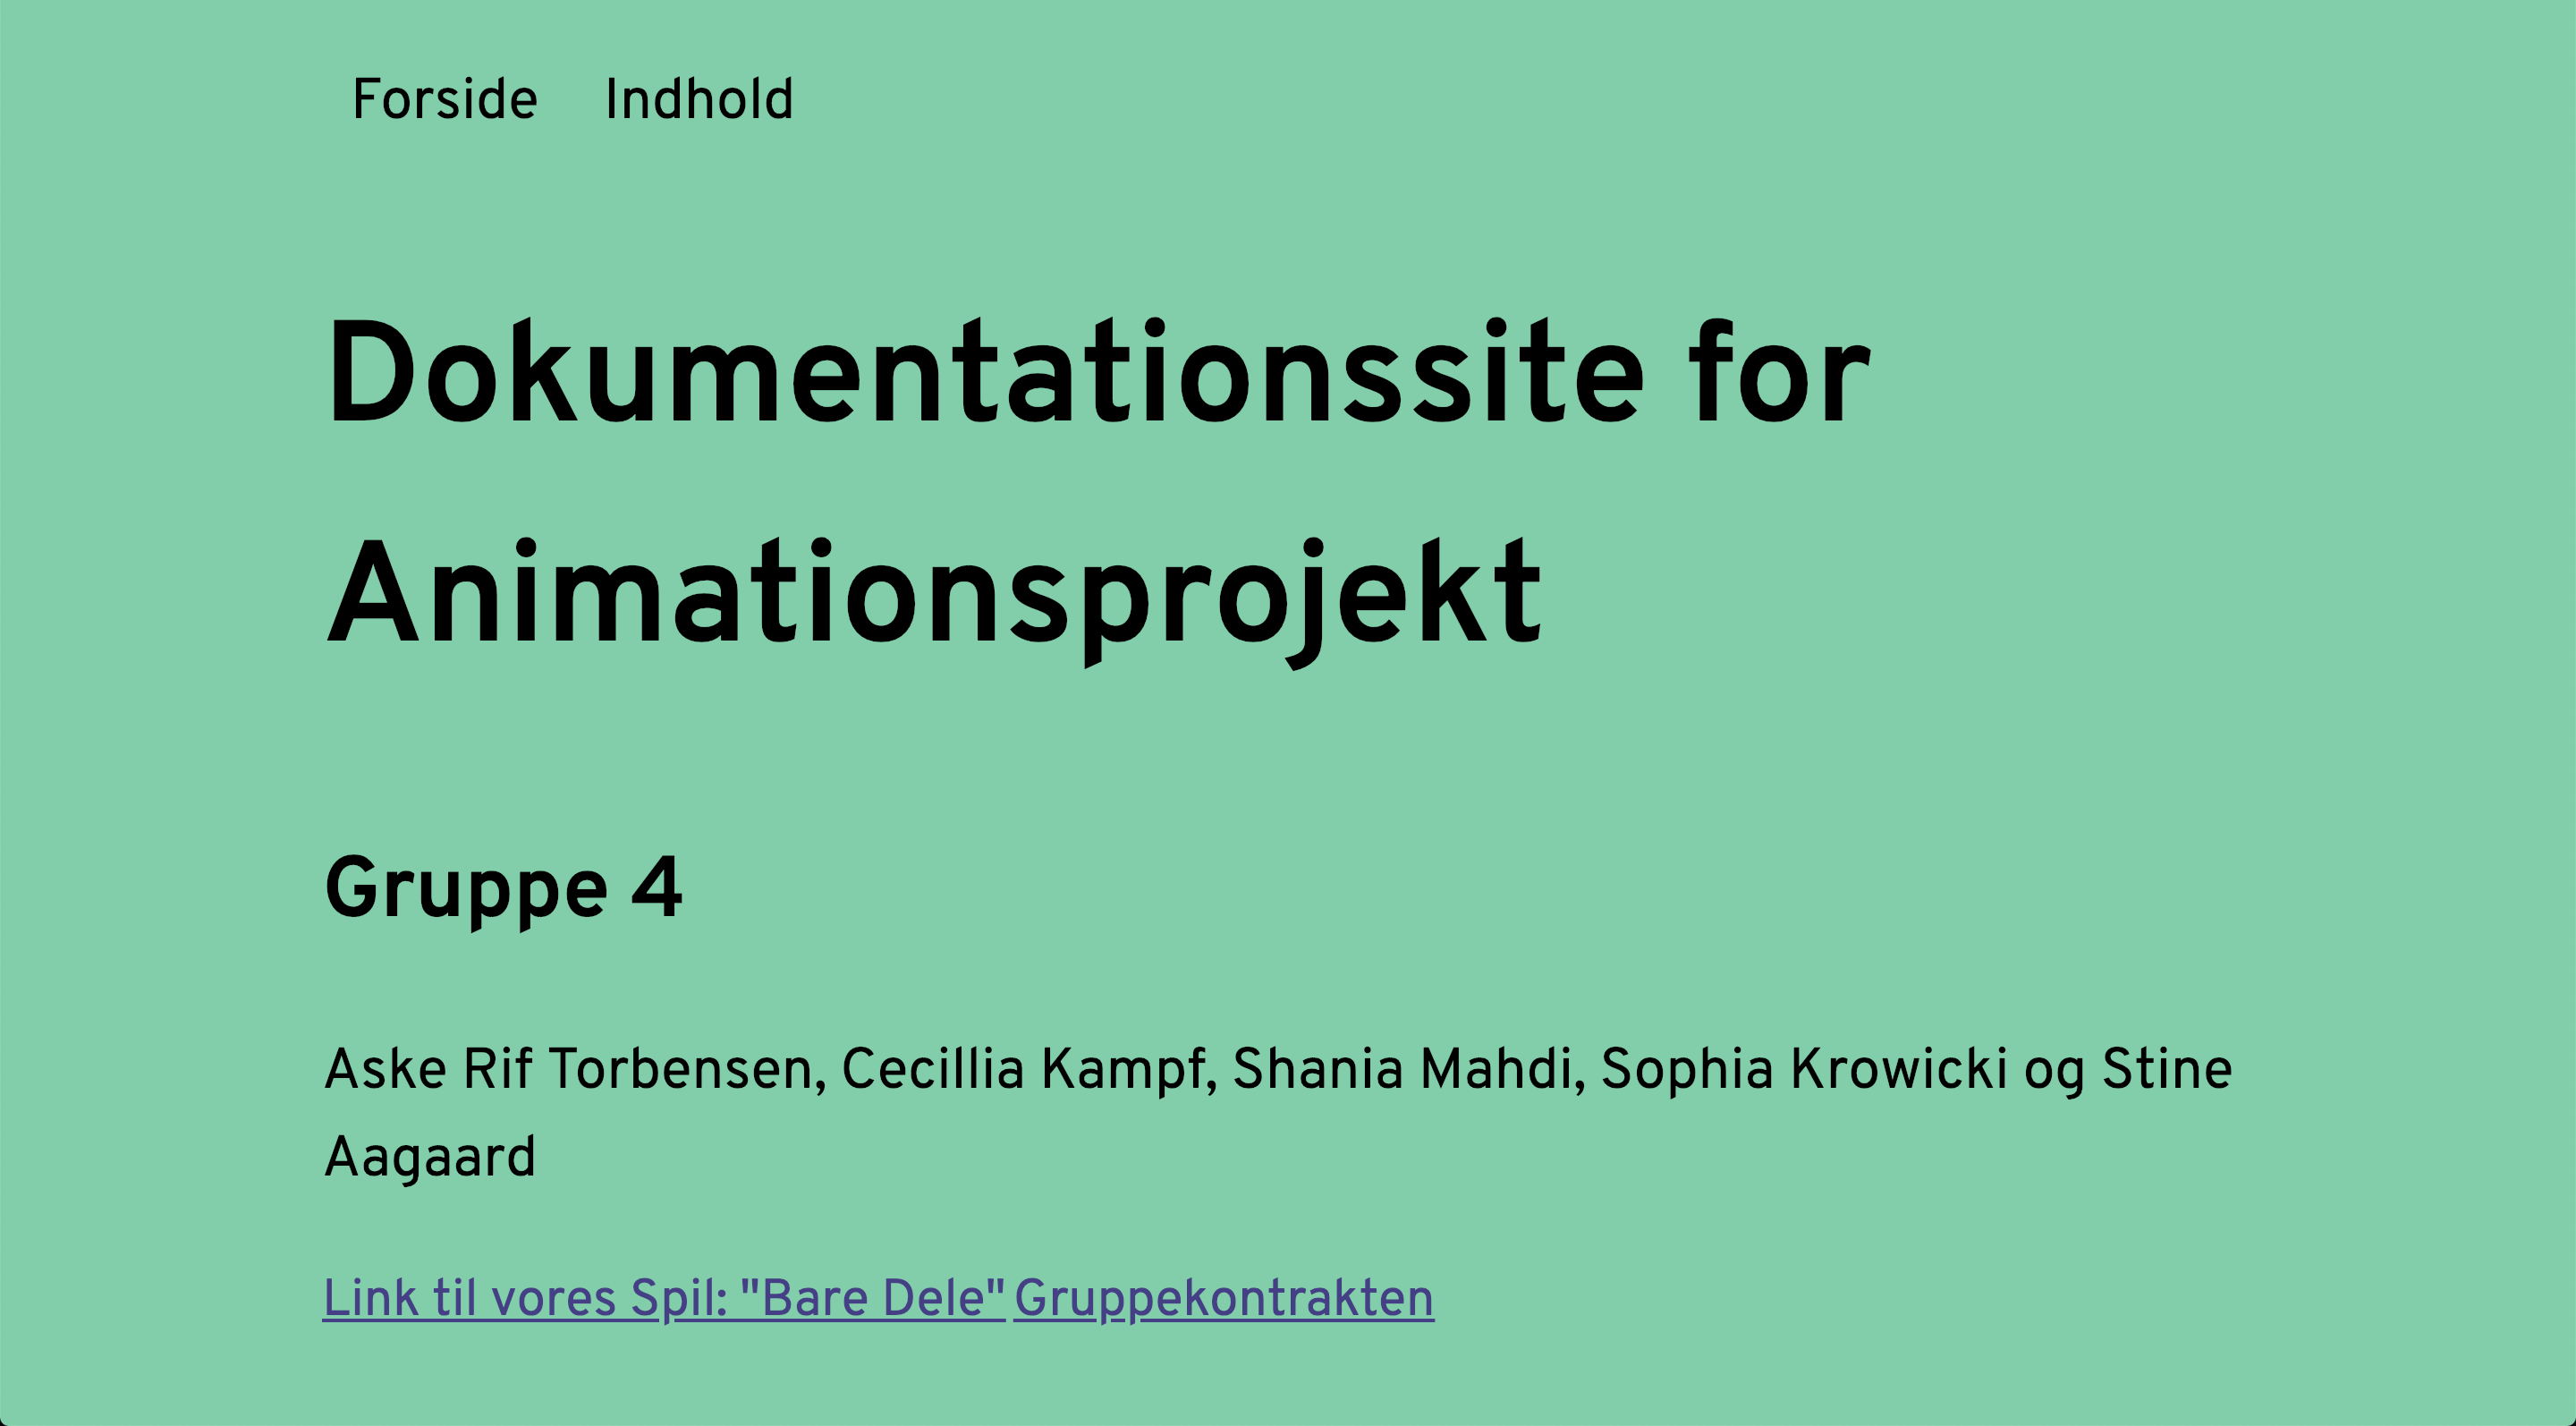 Forside Indhold
Dokumentationssite for
Animationsprojekt
Gruppe 4
Aske Rif Torbensen, Cecillia Kampf, Shania Mahdi, Sophia Krowicki og Stine
Aagaard
Link til vores Spil: "Bare Dele" Gruppekontrakten